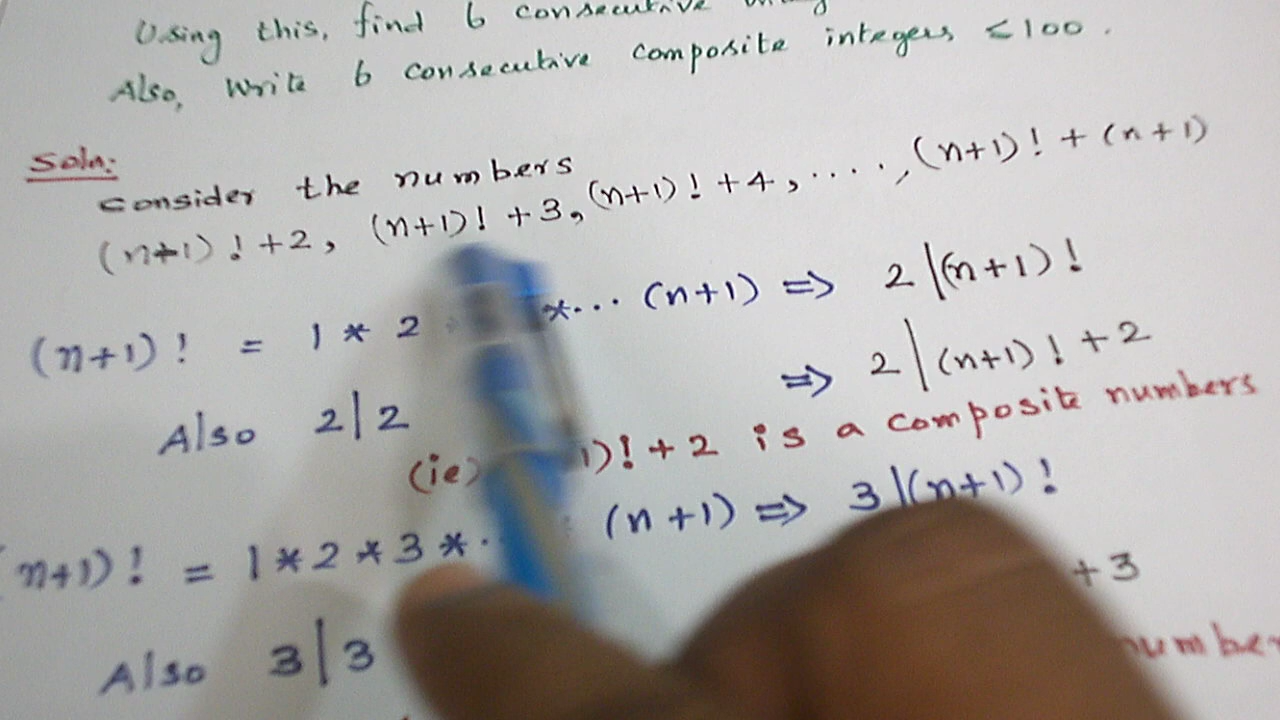 Using this, find 6 consecutive
Also, Write 6 consecutive composite integers ≤ 100.
Soln:
Consider the numbers
(n+1)! +2, (n+1)! +3, (n+1)! +4, ...., (n+1)! + (n+1)
(n+1)! = 1 * 2 *... (n+1) => 2 |(n+1)!
Also 2|2 => 2 | (n+1)! +2
(ie) 1)! +2 is a composite numbers
n+1)! = 1*2*3*. (n+1) => 3 |(n+1)!
Also 3|3 +3